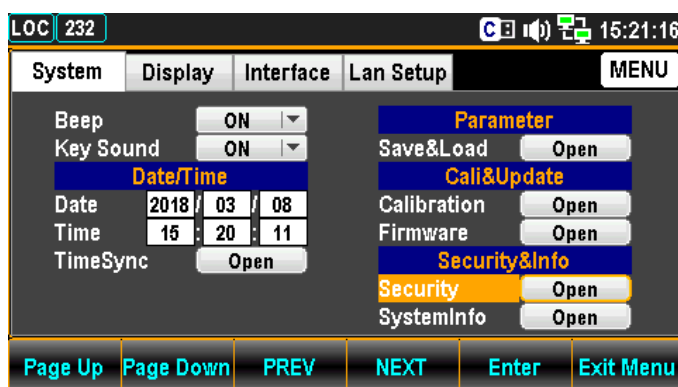 LOC 232 C 15:21:16
System Display Interface Lan Setup MENU
Beep ON
Key Sound ON
Date/Time
Date 2018 / 03 / 08
Time 15 : 20 : 11
TimeSync Open
Parameter
Save&Load Open
Cali&Update
Calibration Open
Firmware Open
Security&Info
Security Open
SystemInfo Open
Page Up Page Down PREV NEXT Enter Exit Menu